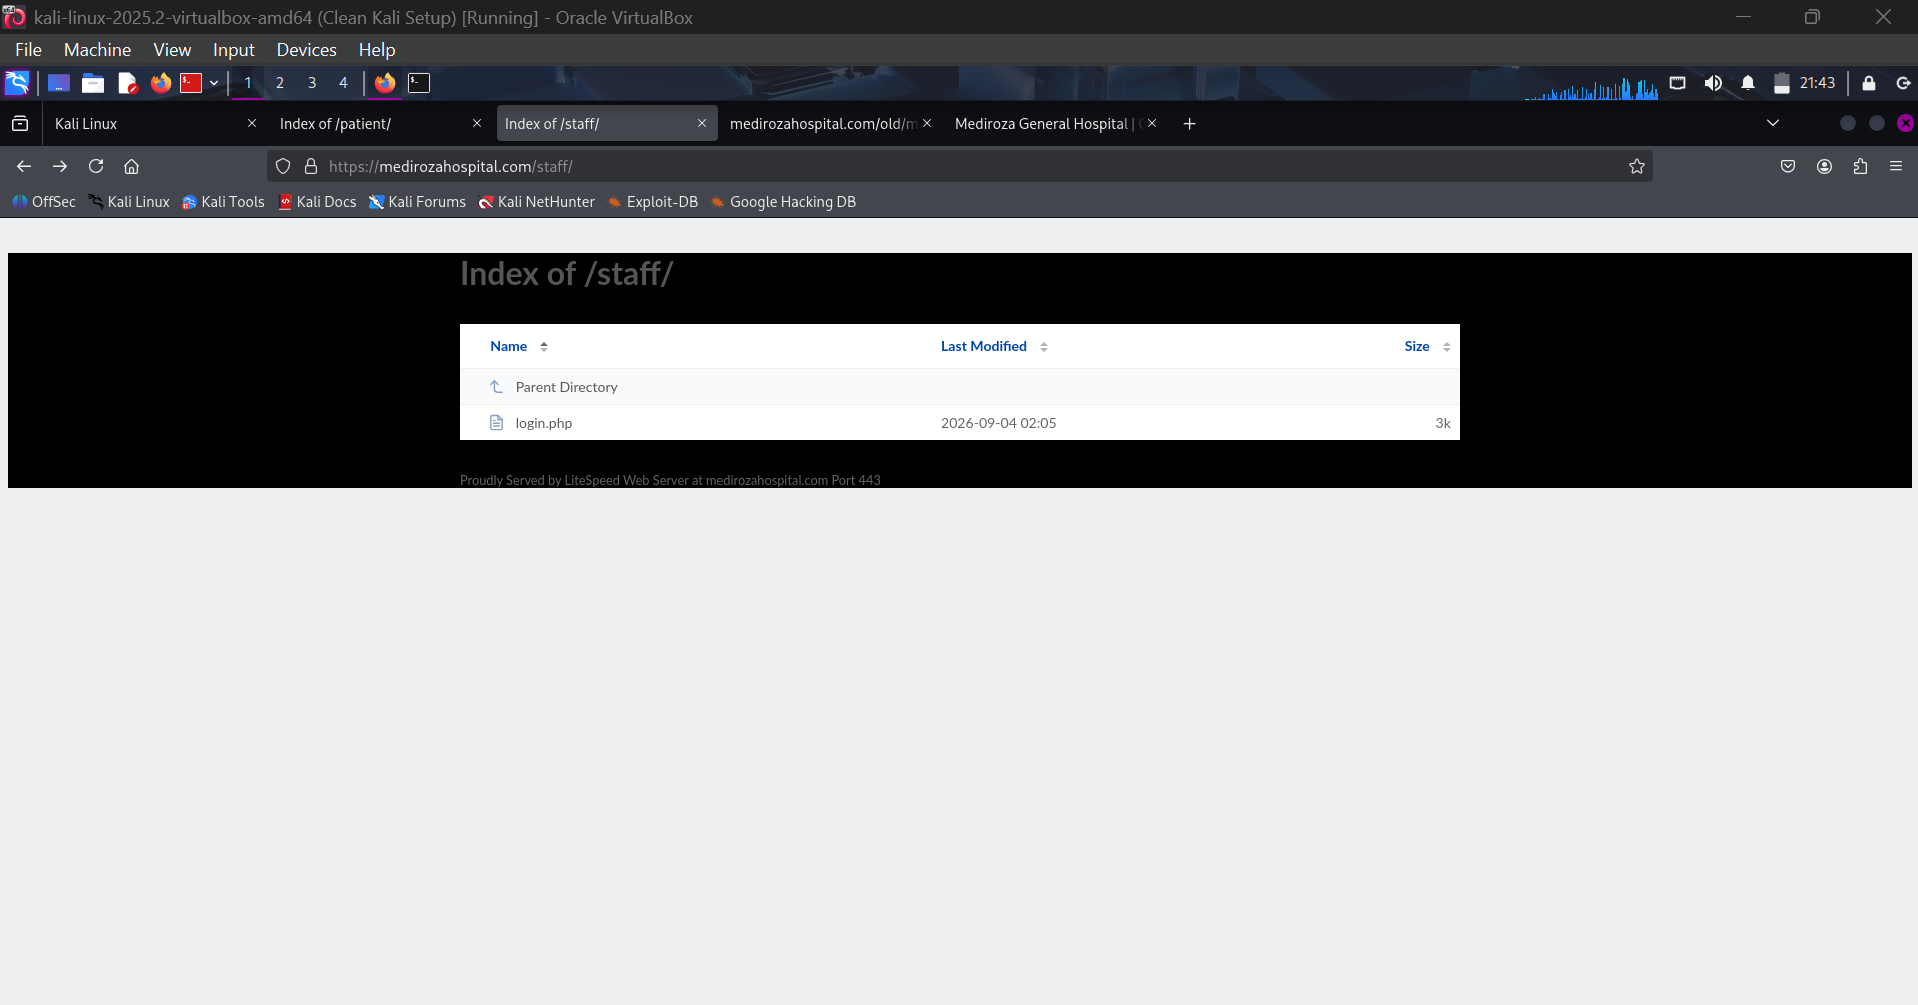 kali-linux-2025.2-virtualbox-amd64 (Clean Kali Setup) [Running] - Oracle VirtualBox
File Machine View Input Devices Help
1 2 3 4 21:43
Kali Linux Index of /patient/ Index of /staff/ medirozahospital.com/old/m Mediroza General Hospital |
https://medirozahospital.com/staff/
OffSec Kali Linux Kali Tools Kali Docs Kali Forums Kali NetHunter Exploit-DB Google Hacking DB
Index of /staff/
Name Last Modified Size
Parent Directory
login.php 2026-09-04 02:05 3k
Proudly Served by LiteSpeed Web Server at medirozahospital.com Port 443